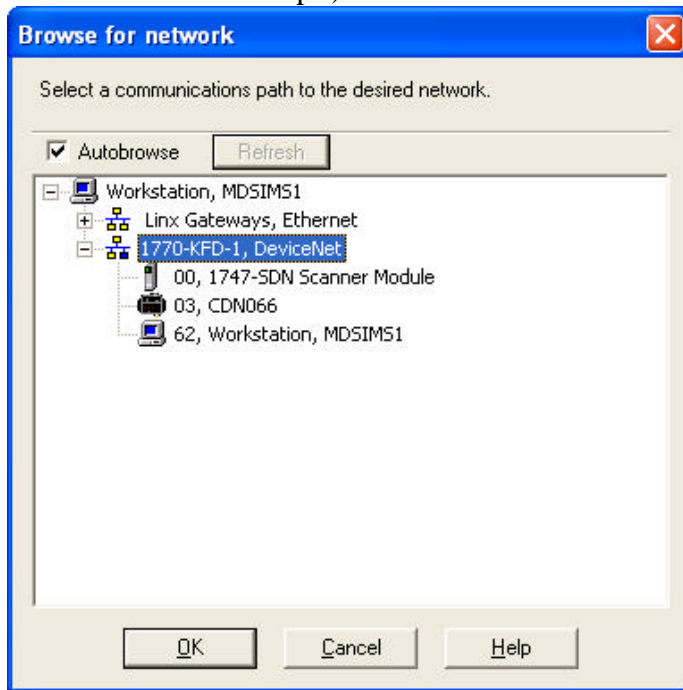 Browse for network
Select a communications path to the desired network.
Autobrowse Refresh
Workstation, MDSIMS1
Linx Gateways, Ethernet
1770-KFD-1, DeviceNet
00, 1747-SDN Scanner Module
03, CDN066
62, Workstation, MDSIMS1
OK Cancel Help